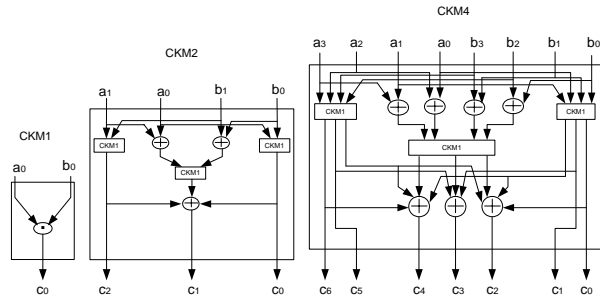 CKM4
CKM2
a3 a2 a1 a0 b3 b2 b1 b0
a1 a0 b1 b0
CKM1
CKM1 CKM1
CKM1 CKM1
CKM1
CKM1
a0 b0
CKM1
c0
c2 c1 c0
c6 c5 c4 c3 c2 c1 c0